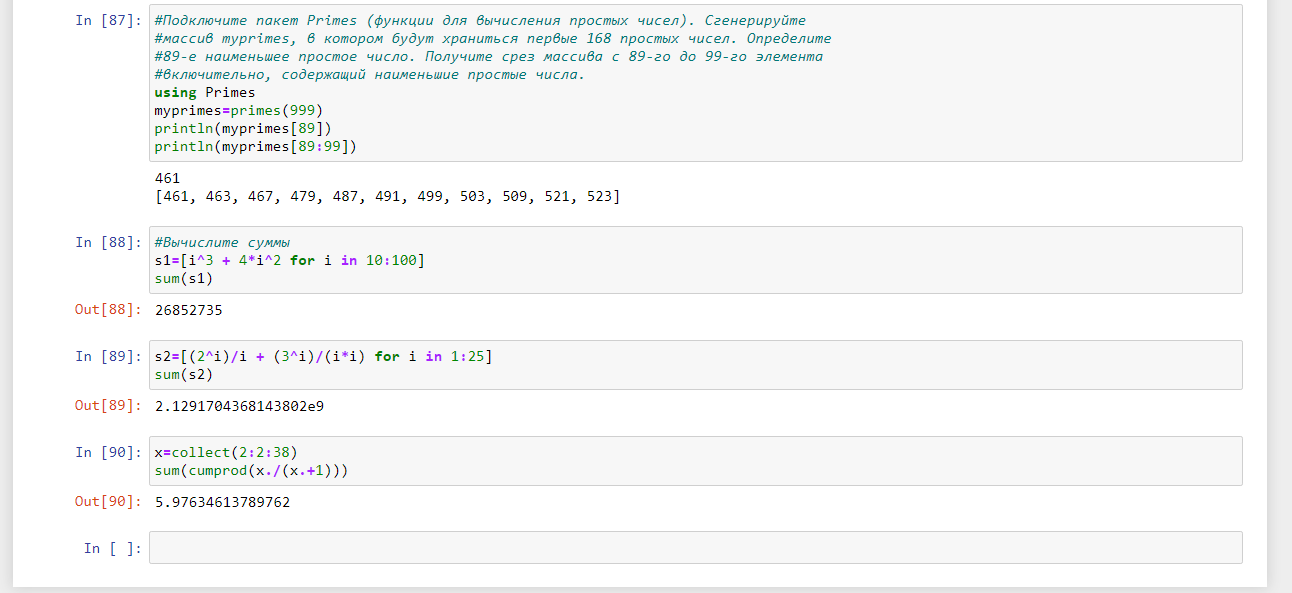 In [87]: #Подключите пакет Primes (функции для вычисления простых чисел). Сгенерируйте
#массив myprimes, в котором будут храниться первые 168 простых чисел. Определите
#89-е наименьшее простое число. Получите срез массива с 89-го до 99-го элемента
#включительно, содержащий наименьшие простые числа.
using Primes
myprimes=primes(999)
println(myprimes[89])
println(myprimes[89:99])
461
[461, 463, 467, 479, 487, 491, 499, 503, 509, 521, 523]
In [88]: #Вычислите суммы
s1=[i^3 + 4*i^2 for i in 10:100]
sum(s1)
Out[88]: 26852735
In [89]: s2=[(2^i)/i + (3^i)/(i*i) for i in 1:25]
sum(s2)
Out[89]: 2.1291704368143802e9
In [90]: x=collect(2:2:38)
sum(cumprod(x./(x.+1)))
Out[90]: 5.97634613789762
In [ ]: